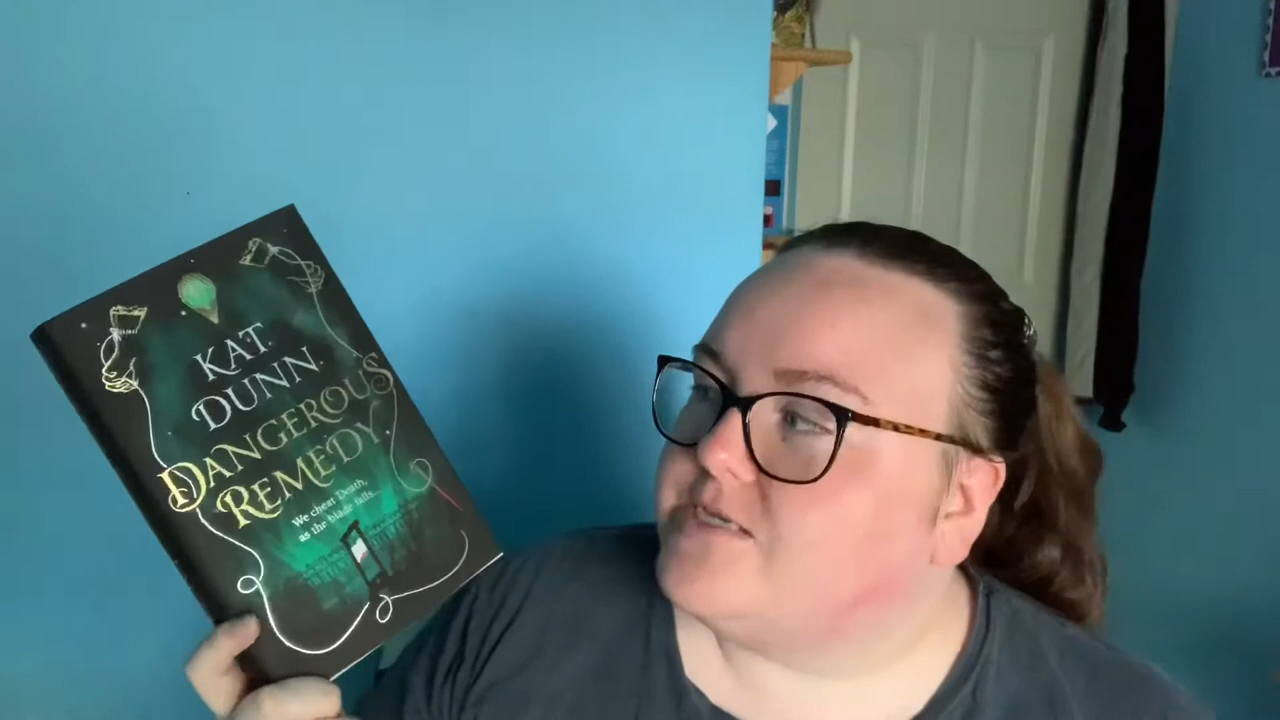 KAT
DUNN
DANGEROUS
REMEDY
We cheat Death,
as the blade falls...